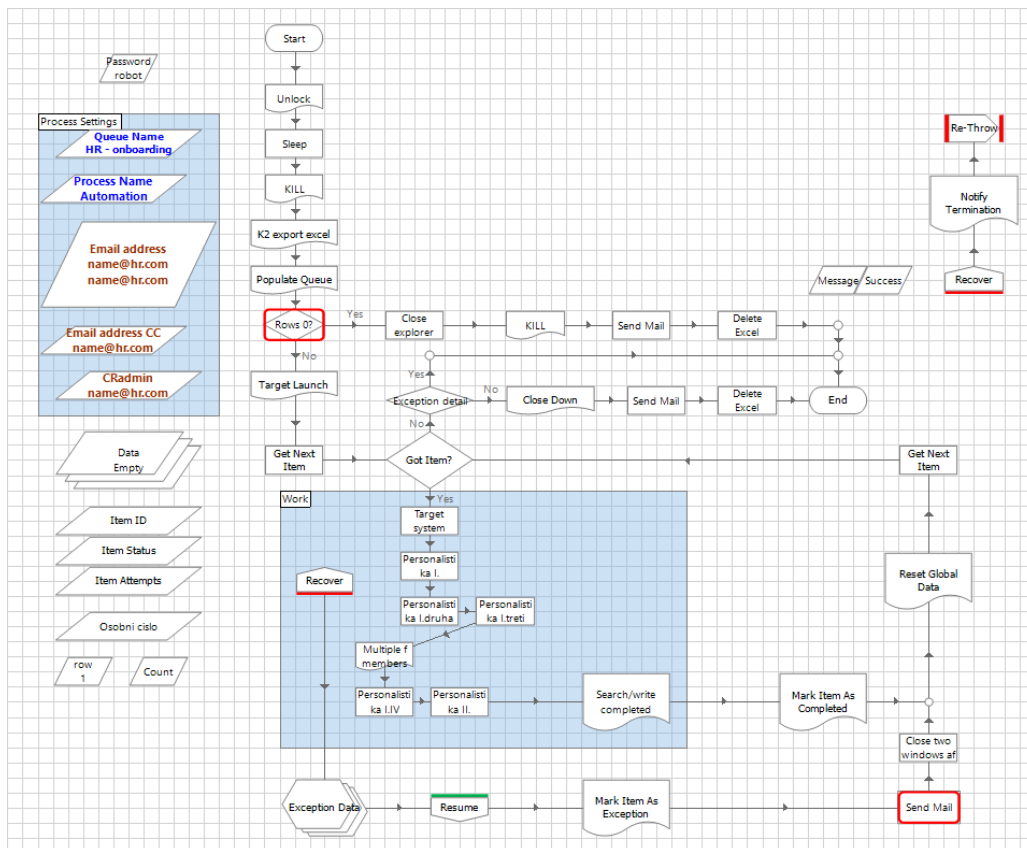 Start
Password
robot
Unlock
Process Settings
Queue Name
HR - onboarding
Sleep
Re-Throw
Process Name
Automation
KILL
Notify
Termination
K2 export excel
Email address
name@hr.com
name@hr.com
Populate Queue
Message
Success
Recover
Rows 0?
Yes
Close
explorer
KILL
Send Mail
Delete
Excel
Email address CC
name@hr.com
No
CRadmin
name@hr.com
Target Launch
Yes
Exception detail
No
Close Down
Send Mail
Delete
Excel
End
No
Data
Empty
Get Next
Item
Got Item?
Get Next
Item
Work
Yes
Item ID
Target
system
Item Status
Personalisti
ka I.
Item Attempts
Recover
Reset Global
Data
Personalisti
ka I.druha
Personalisti
ka I.treti
Osobni cislo
Multiple f
members
row
1
Count
Personalisti
ka I.IV
Personalisti
ka II.
Search/write
completed
Mark Item As
Completed
Close two
windows af
Exception Data
Resume
Mark Item As
Exception
Send Mail